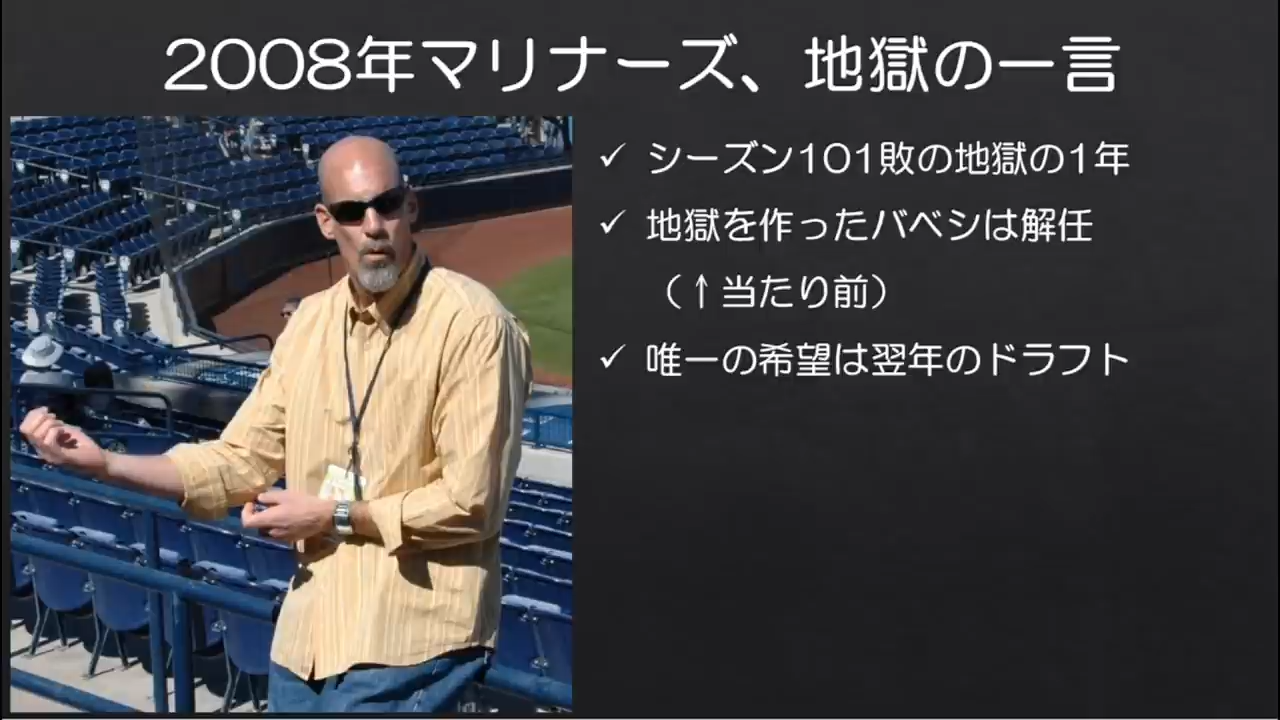 2008年マリナーズ、地獄の一言
✓ シーズン101敗の地獄の1年
✓ 地獄を作ったバベシは解任
（↑当たり前）
✓ 唯一の希望は翌年のドラフト